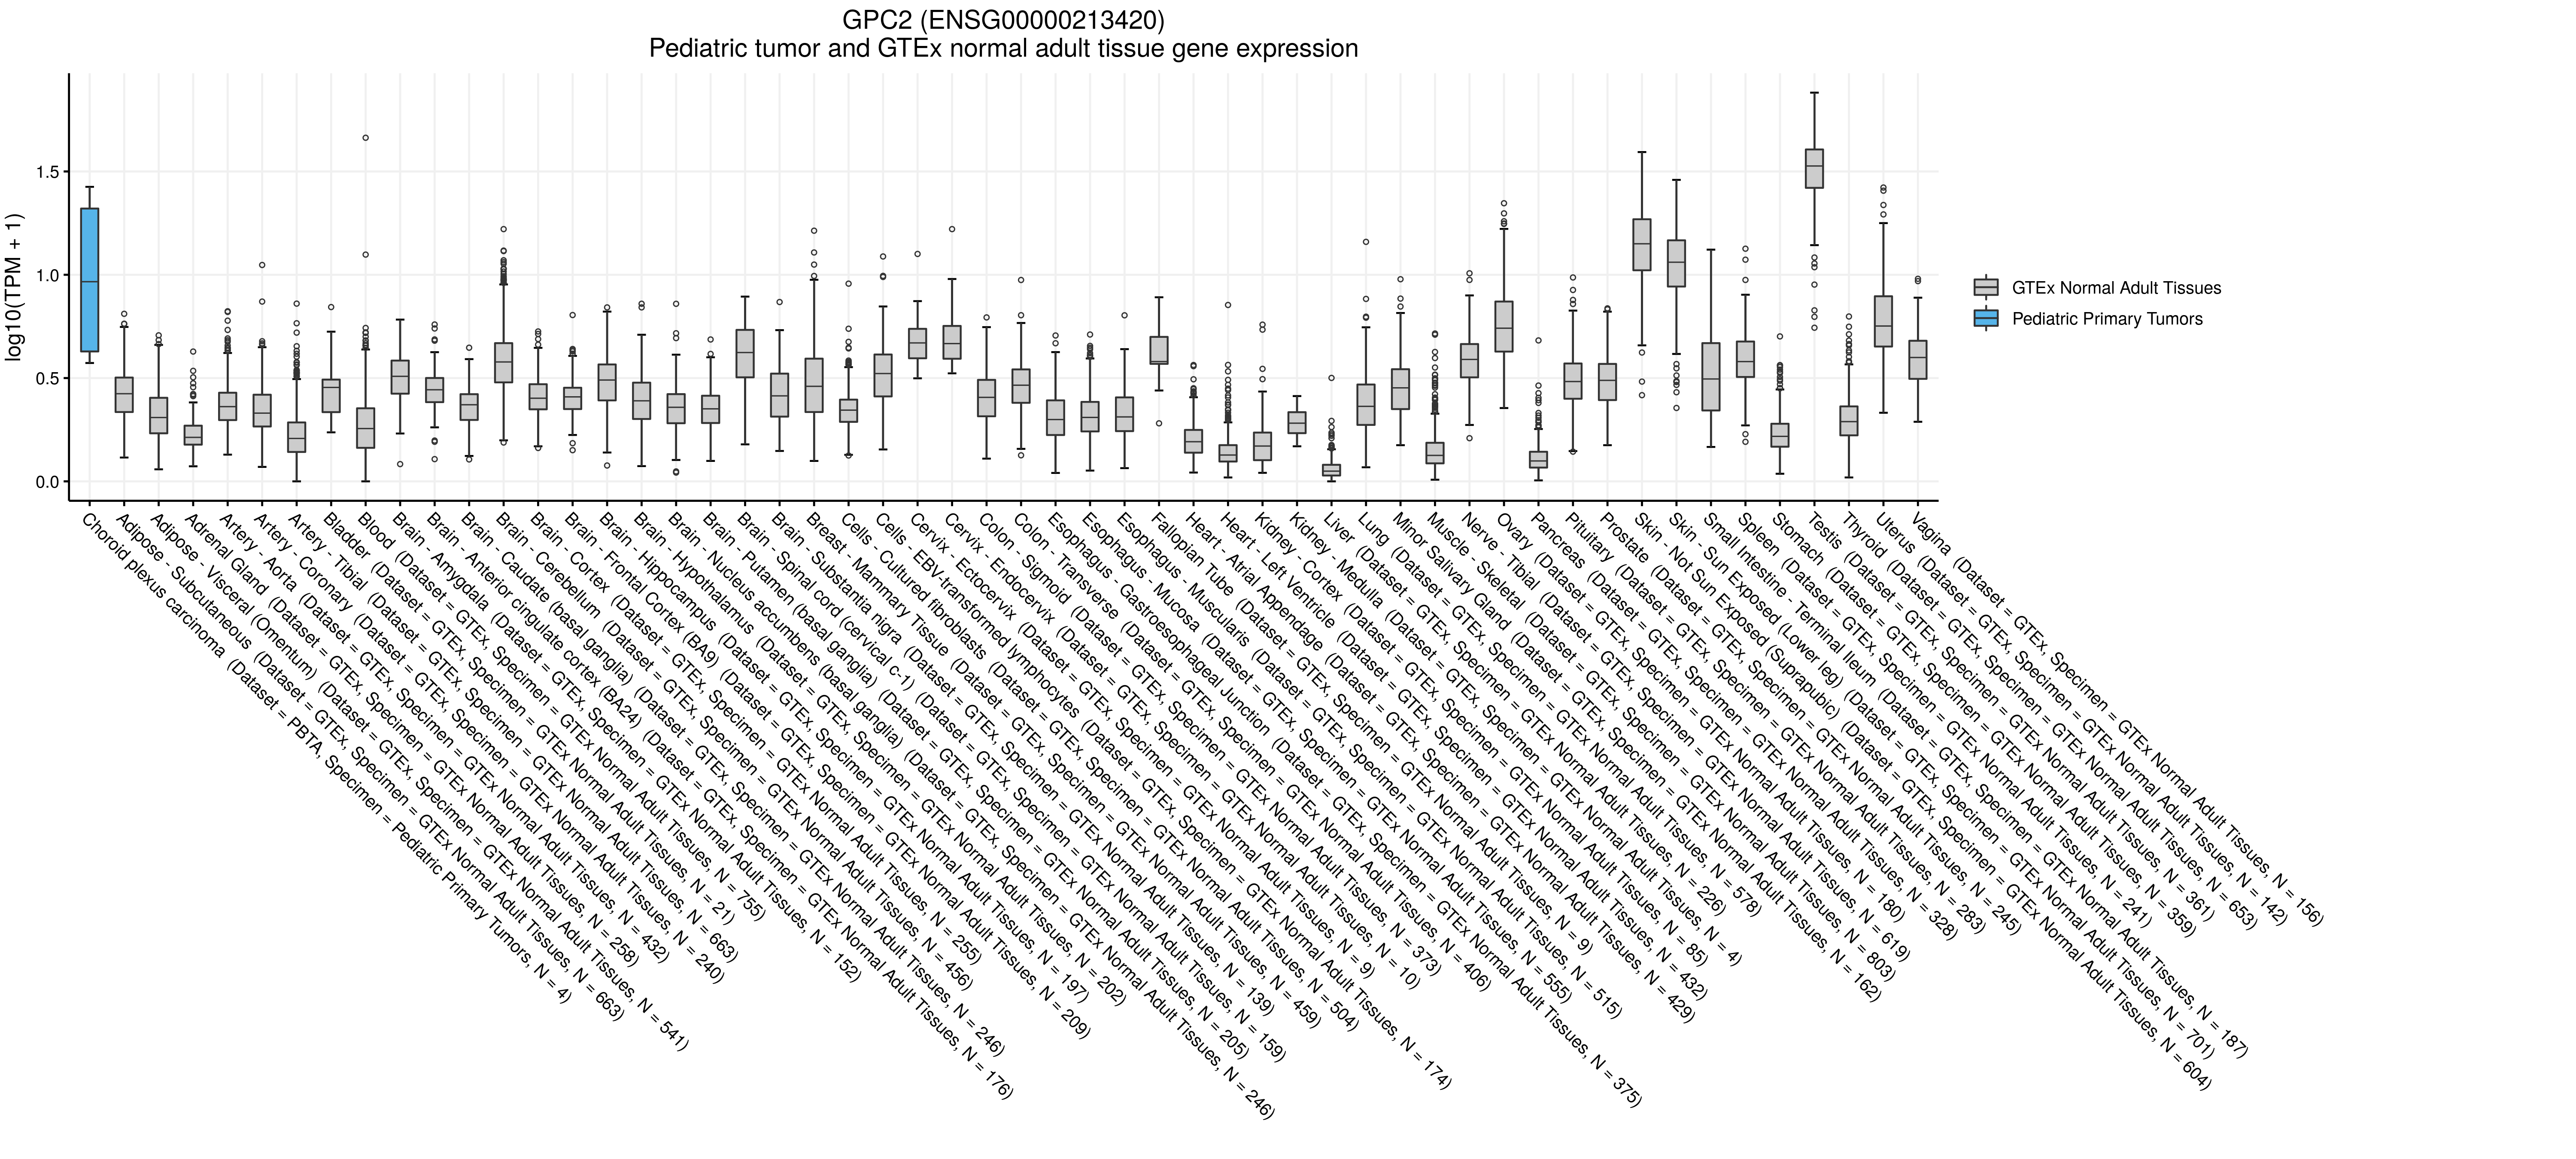 GPC2 (ENSG00000213420)
Pediatric tumor and GTEx normal adult tissue gene expression
log10(TPM + 1)
1.5
1.0
0.5
0.0
GTEx Normal Adult Tissues
Pediatric Primary Tumors
Choroid plexus carcinoma (Dataset = PBTA, Specimen = Pediatric Primary Tumors, N = 4)
Adipose - Subcutaneous (Dataset = GTEx, Specimen = GTEx Normal Adult Tissues, N = 663)
Adipose - Visceral (Omentum) (Dataset = GTEx, Specimen = GTEx Normal Adult Tissues, N = 541)
Adrenal Gland (Dataset = GTEx, Specimen = GTEx Normal Adult Tissues, N = 258)
Artery - Aorta (Dataset = GTEx, Specimen = GTEx Normal Adult Tissues, N = 432)
Artery - Coronary (Dataset = GTEx, Specimen = GTEx Normal Adult Tissues, N = 240)
Artery - Tibial (Dataset = GTEx, Specimen = GTEx Normal Adult Tissues, N = 663)
Bladder (Dataset = GTEx, Specimen = GTEx Normal Adult Tissues, N = 21)
Blood (Dataset = GTEx, Specimen = GTEx Normal Adult Tissues, N = 755)
Brain - Amygdala (Dataset = GTEx, Specimen = GTEx Normal Adult Tissues, N = 152)
Brain - Anterior cingulate cortex (BA24) (Dataset = GTEx, Specimen = GTEx Normal Adult Tissues, N = 176)
Brain - Caudate (basal ganglia) (Dataset = GTEx, Specimen = GTEx Normal Adult Tissues, N = 246)
Brain - Cerebellum (Dataset = GTEx, Specimen = GTEx Normal Adult Tissues, N = 456)
Brain - Cortex (Dataset = GTEx, Specimen = GTEx Normal Adult Tissues, N = 255)
Brain - Frontal Cortex (BA9) (Dataset = GTEx, Specimen = GTEx Normal Adult Tissues, N = 209)
Brain - Hippocampus (Dataset = GTEx, Specimen = GTEx Normal Adult Tissues, N = 197)
Brain - Hypothalamus (Dataset = GTEx, Specimen = GTEx Normal Adult Tissues, N = 202)
Brain - Nucleus accumbens (basal ganglia) (Dataset = GTEx, Specimen = GTEx Normal Adult Tissues, N = 246)
Brain - Putamen (basal ganglia) (Dataset = GTEx, Specimen = GTEx Normal Adult Tissues, N = 205)
Brain - Spinal cord (cervical c-1) (Dataset = GTEx, Specimen = GTEx Normal Adult Tissues, N = 159)
Brain - Substantia nigra (Dataset = GTEx, Specimen = GTEx Normal Adult Tissues, N = 139)
Breast - Mammary Tissue (Dataset = GTEx, Specimen = GTEx Normal Adult Tissues, N = 459)
Cells - Cultured fibroblasts (Dataset = GTEx, Specimen = GTEx Normal Adult Tissues, N = 504)
Cells - EBV-transformed lymphocytes (Dataset = GTEx, Specimen = GTEx Normal Adult Tissues, N = 174)
Cervix - Ectocervix (Dataset = GTEx, Specimen = GTEx Normal Adult Tissues, N = 9)
Cervix - Endocervix (Dataset = GTEx, Specimen = GTEx Normal Adult Tissues, N = 10)
Colon - Sigmoid (Dataset = GTEx, Specimen = GTEx Normal Adult Tissues, N = 373)
Colon - Transverse (Dataset = GTEx, Specimen = GTEx Normal Adult Tissues, N = 406)
Esophagus - Gastroesophageal Junction (Dataset = GTEx, Specimen = GTEx Normal Adult Tissues, N = 375)
Esophagus - Mucosa (Dataset = GTEx, Specimen = GTEx Normal Adult Tissues, N = 555)
Esophagus - Muscularis (Dataset = GTEx, Specimen = GTEx Normal Adult Tissues, N = 515)
Fallopian Tube (Dataset = GTEx, Specimen = GTEx Normal Adult Tissues, N = 9)
Heart - Atrial Appendage (Dataset = GTEx, Specimen = GTEx Normal Adult Tissues, N = 429)
Heart - Left Ventricle (Dataset = GTEx, Specimen = GTEx Normal Adult Tissues, N = 432)
Kidney - Cortex (Dataset = GTEx, Specimen = GTEx Normal Adult Tissues, N = 85)
Kidney - Medulla (Dataset = GTEx, Specimen = GTEx Normal Adult Tissues, N = 4)
Liver (Dataset = GTEx, Specimen = GTEx Normal Adult Tissues, N = 226)
Lung (Dataset = GTEx, Specimen = GTEx Normal Adult Tissues, N = 578)
Minor Salivary Gland (Dataset = GTEx, Specimen = GTEx Normal Adult Tissues, N = 162)
Muscle - Skeletal (Dataset = GTEx, Specimen = GTEx Normal Adult Tissues, N = 803)
Nerve - Tibial (Dataset = GTEx, Specimen = GTEx Normal Adult Tissues, N = 619)
Ovary (Dataset = GTEx, Specimen = GTEx Normal Adult Tissues, N = 180)
Pancreas (Dataset = GTEx, Specimen = GTEx Normal Adult Tissues, N = 328)
Pituitary (Dataset = GTEx, Specimen = GTEx Normal Adult Tissues, N = 283)
Prostate (Dataset = GTEx, Specimen = GTEx Normal Adult Tissues, N = 245)
Skin - Not Sun Exposed (Suprapubic) (Dataset = GTEx, Specimen = GTEx Normal Adult Tissues, N = 604)
Skin - Sun Exposed (Lower leg) (Dataset = GTEx, Specimen = GTEx Normal Adult Tissues, N = 701)
Small Intestine - Terminal Ileum (Dataset = GTEx, Specimen = GTEx Normal Adult Tissues, N = 187)
Spleen (Dataset = GTEx, Specimen = GTEx Normal Adult Tissues, N = 241)
Stomach (Dataset = GTEx, Specimen = GTEx Normal Adult Tissues, N = 359)
Testis (Dataset = GTEx, Specimen = GTEx Normal Adult Tissues, N = 361)
Thyroid (Dataset = GTEx, Specimen = GTEx Normal Adult Tissues, N = 653)
Uterus (Dataset = GTEx, Specimen = GTEx Normal Adult Tissues, N = 142)
Vagina (Dataset = GTEx, Specimen = GTEx Normal Adult Tissues, N = 156)